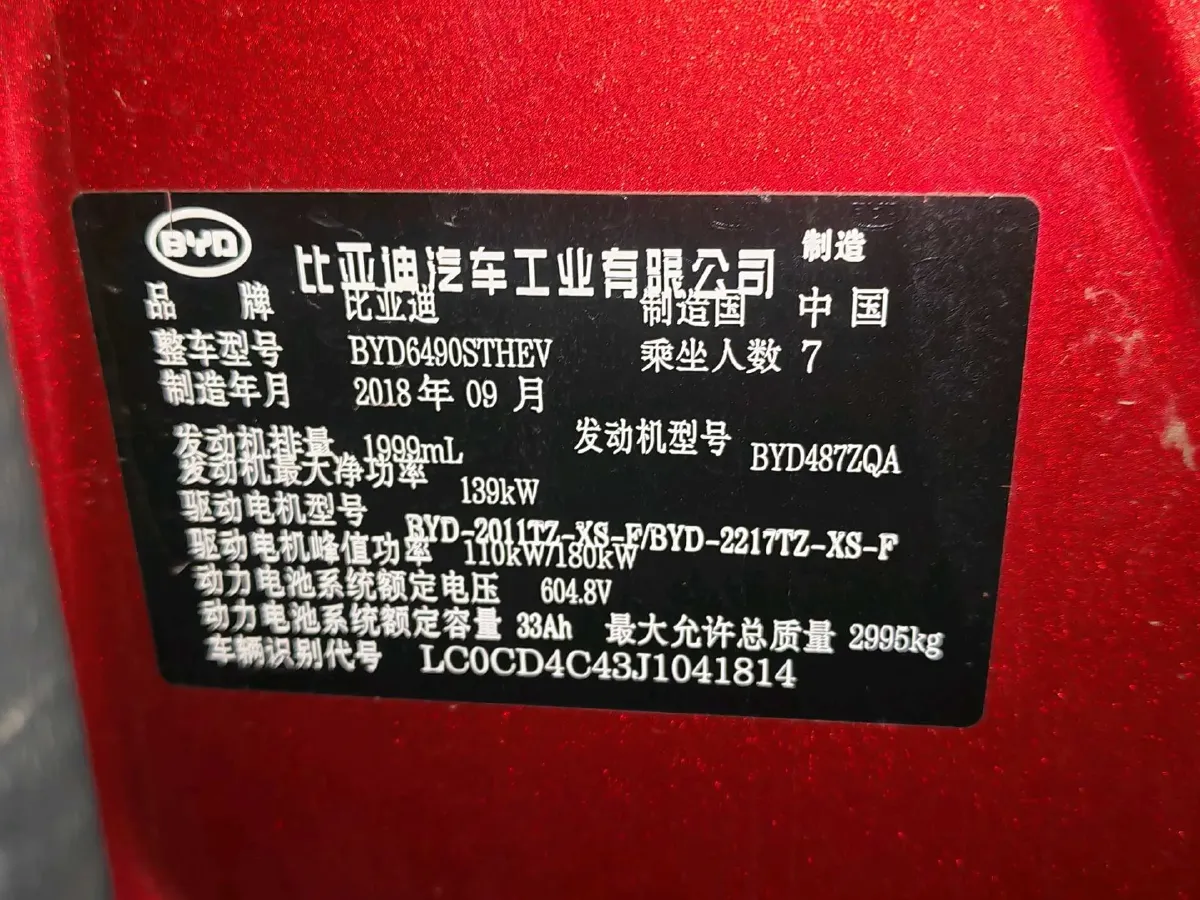 BYD 比亚迪汽车工业有限公司 制造
品 牌 比亚迪 制造国 中国
整车型号 BYD6490STHEV 乘坐人数 7
制造年月 2018年09月
发动机排量 1999mL 发动机型号 BYD487ZQA
发动机最大净功率 139kW
驱动电机型号 BYD-2011TZ-XS-F/BYD-2217TZ-XS-F
驱动电机峰值功率 110kW/180kW
动力电池系统额定电压 604.8V
动力电池系统额定容量 33Ah 最大允许总质量 2995kg
车辆识别代号 LC0CD4C43J1041814